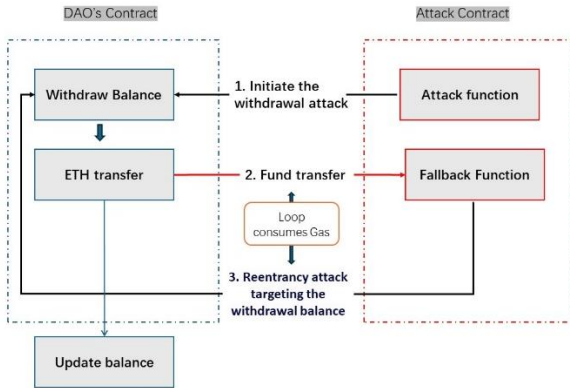 DAO's Contract
Attack Contract
Withdraw Balance
1. Initiate the
withdrawal attack
Attack function
ETH transfer
2. Fund transfer
Fallback Function
Loop
consumes Gas
3. Reentrancy attack
targeting the
withdrawal balance
Update balance